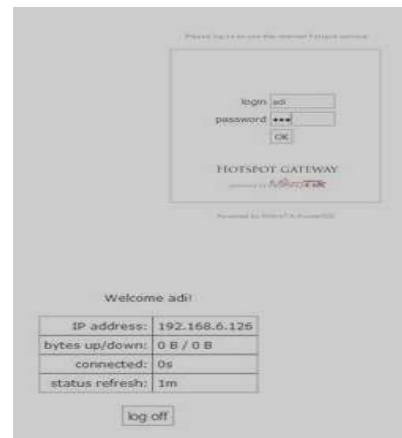 login adi
password
OK
HOTSPOT GATEWAY
MikroTik
Welcome adi!
IP address: 192.168.6.126
bytes up/down: 0 B / 0 B
connected: 0s
status refresh: 1m
log off